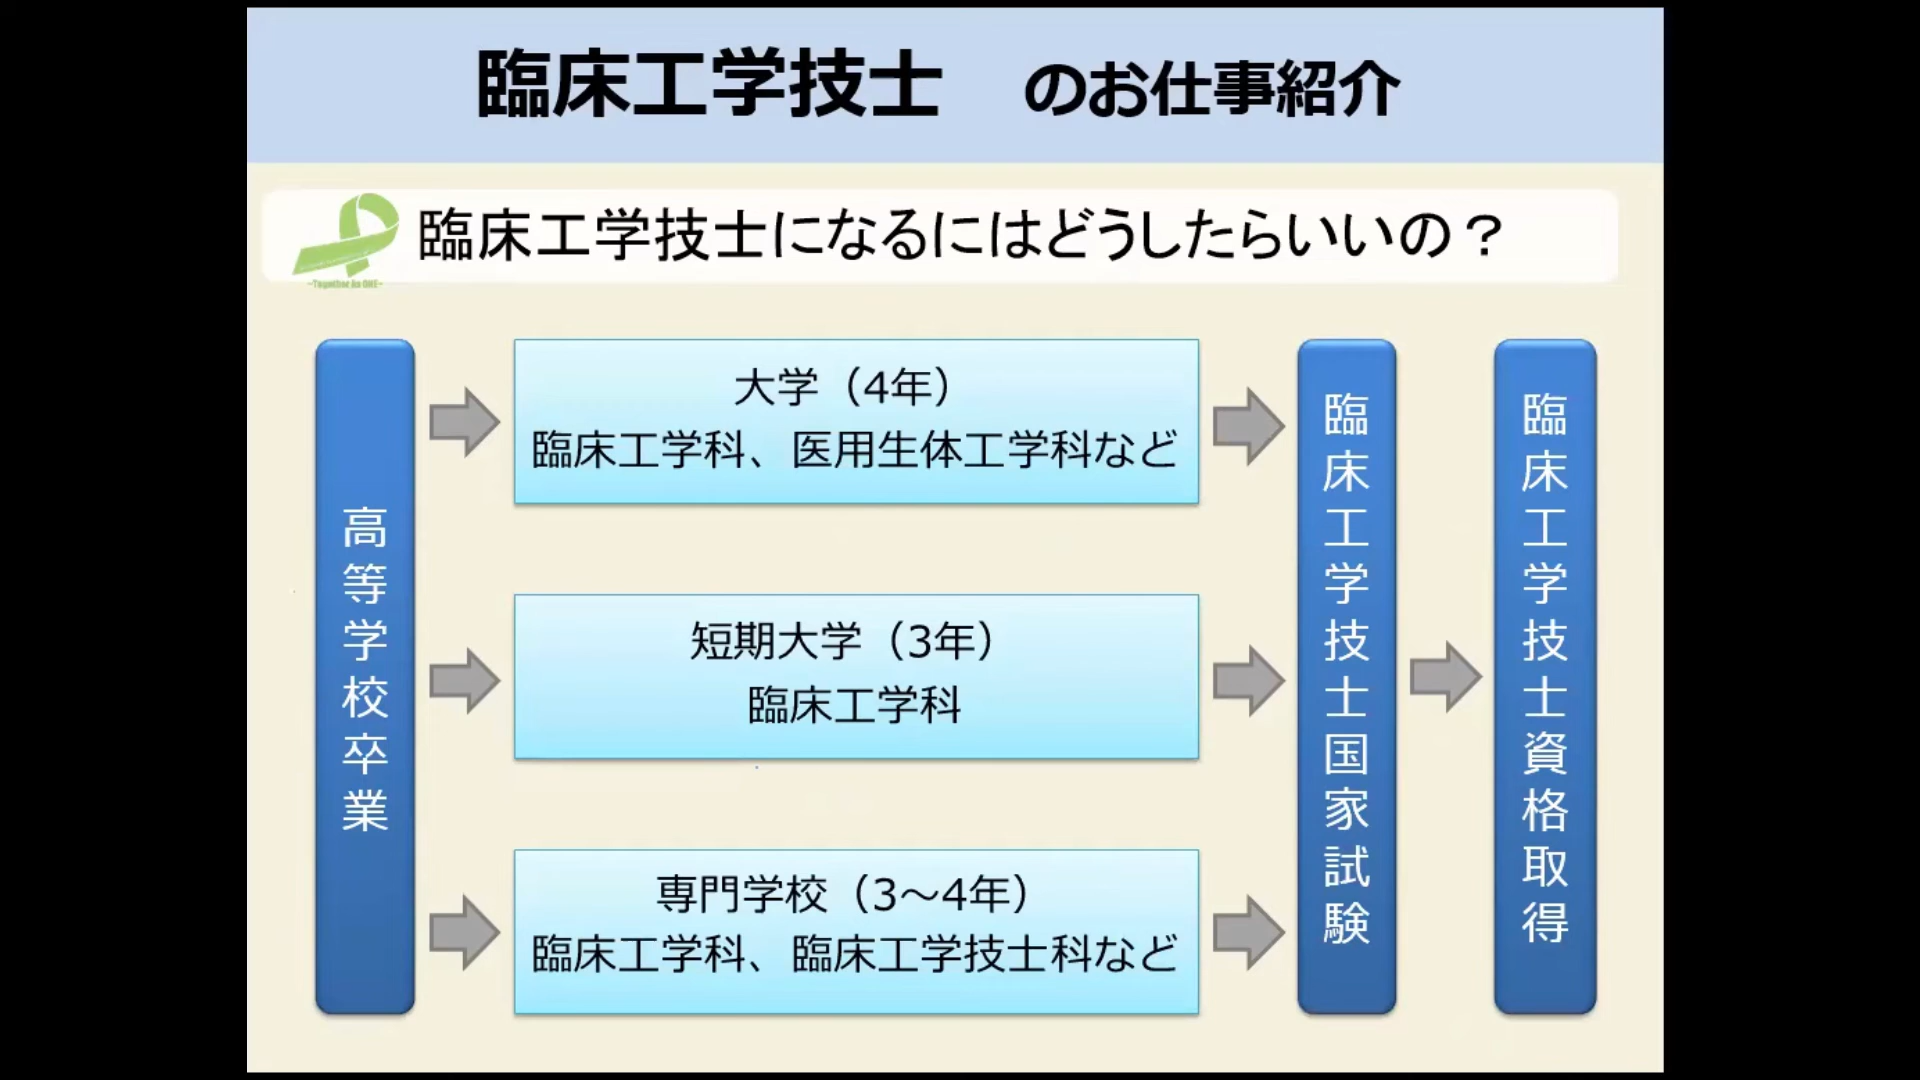 臨床工学技士 のお仕事紹介
臨床工学技士になるにはどうしたらいいの？
~Together As ONE~
高等学校卒業
大学（4年）
臨床工学科、医用生体工学科など
短期大学（3年）
臨床工学科
専門学校（3～4年）
臨床工学科、臨床工学技士科など
臨床工学技士国家試験
臨床工学技士資格取得